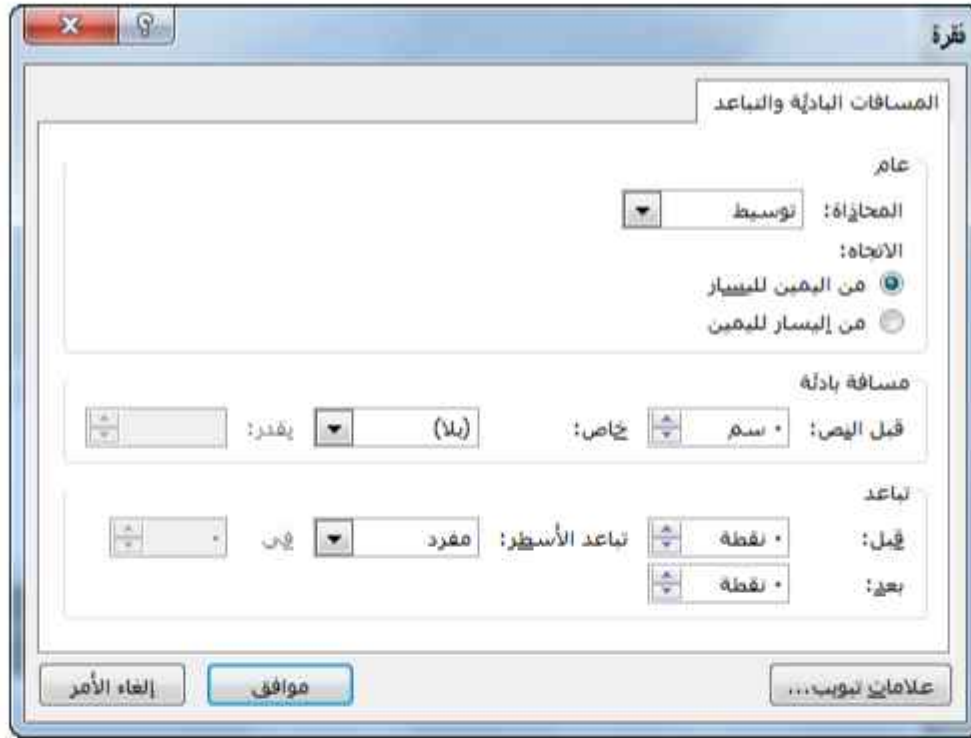 فقرة
المسافات البادئة والتباعد
عام
المحاذاة: توسيط
الاتجاه:
من اليمين لليسار
من اليسار لليمين
مسافة بادئة
قبل النص: ٠ سم خاص: (بلا) بقدر:
تباعد
قبل: ٠ نقطة تباعد الأسطر: مفرد في ٠
بعد: ٠ نقطة
علامات تبويب... موافق إلغاء الأمر